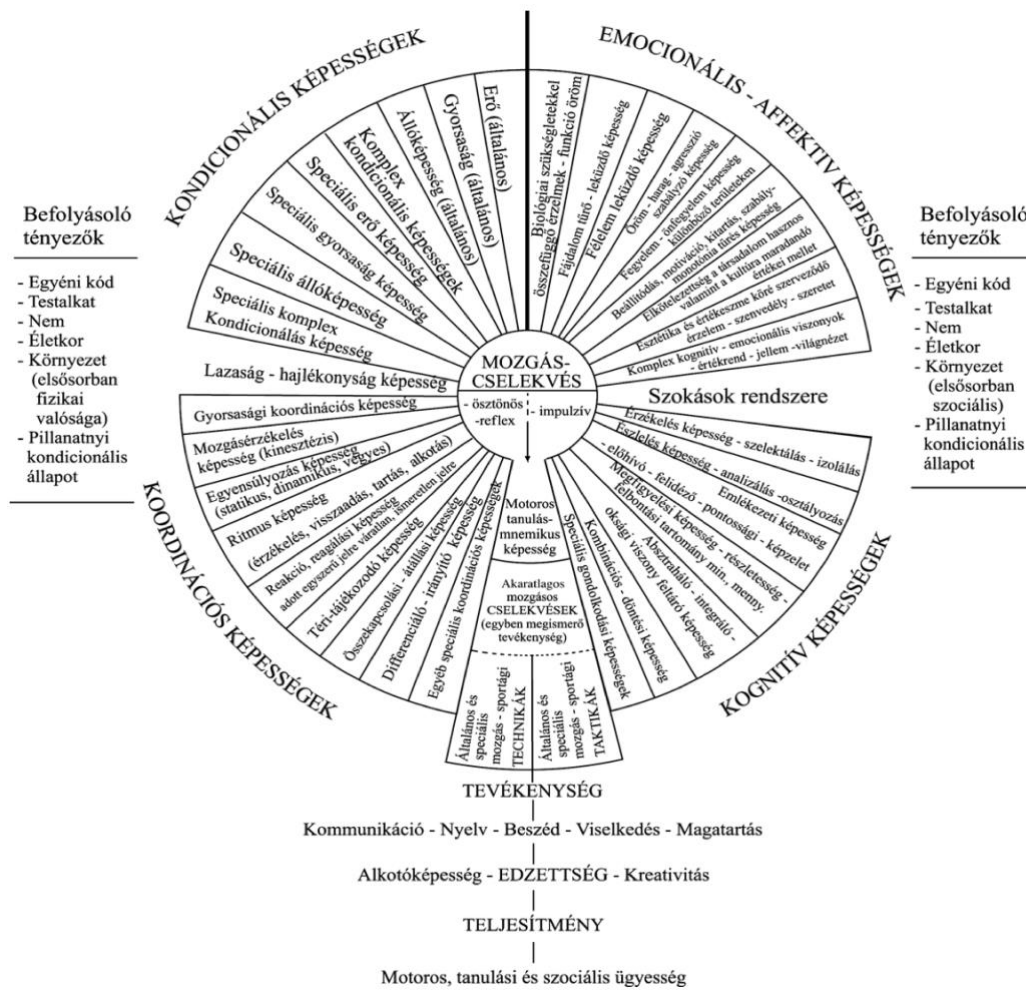 KONDICIONÁLIS KÉPESSÉGEK
Erő (általános)
Gyorsaság (általános)
Állóképesség (általános)
Komplex
kondicionális képességek
Speciális erő képesség
Speciális gyorsaság képesség
Speciális állóképesség
Speciális komplex
Kondicionálás képesség
Lazaság - hajlékonyság képesség
EMOCIONÁLIS - AFFEKTIV KÉPESSÉGEK
Biologiai szükségletekkel
összefüggő érzelmek - funkció öröm
Fájdalom tűrő - leküzdő képesség
Félelem leküzdő képesség
Öröm - harag - agresszió
szabályzó képesség
Fegyelem - önfegyelem képesség
különböző területeken
Beállítódás, motiváció, kitartás, szabály-
monotónia tűrés képesség
Elkötelezettség a társadalom hasznos
valamint a kultúra maradandó
értékei mellet
Esztétika és értékeszme köré szerveződő
érzelem - szenvedély - szeretet
Komplex kognitív - emocionális viszonyok
- értékrend - jellem -világnézet
Szokások rendszere
Befolyásoló
tényezők
- Egyéni kód
- Testalkat
- Nem
- Életkor
- Környezet
(elsősorban
fizikai
valósága)
- Pillanatnyi
kondicionális
állapot
Befolyásoló
tényezők
- Egyéni kód
- Testalkat
- Nem
- Életkor
- Környezet
(elsősorban
szociális)
- Pillanatnyi
kondicionális
állapot
MOZGÁS-
CSELEKVÉS
- ösztönös
-reflex
- impulzív
KOORDINÁCIÓS KÉPESSÉGEK
Gyorsasági koordinációs képesség
Mozgásérzékelés
képesség (kinesztézis)
Egyensúlyozás képesség
(statikus, dinamikus, vegyes)
Ritmus képesség
(érzékelés, visszaadás, tartás, alkotás)
Reakció, reagálási képesség
adott egyszerű jelre váratlan, ismeretlen jelre
Téri-tájékozodó képesség
Összekapcsolási - átállási képesség
Differenciáló - irányító képesség
Egyéb speciális koordinációs képességek
KOGNITÍV KÉPESSÉGEK
Érzékelés képesség - szelektálás - izolálás
Észlelés képesség - analizálás -osztályozás
Emlékezeti képesség
- előhívó - felidéző - pontossági - képzelet
Megfigyelési képesség - részletesség -
felbontási tartomány min., menny.
Absztraháló - integráló -
oksági viszony feltáró képesség
Kombinációs - döntési képesség
Speciális gondolkodási képességek
Motoros
tanulás-
mnemikus
képesség
Akaratlagos
mozgásos
CSELEKVÉSEK
(egyben megismerő
tevékenység)
Általános és
speciális
mozgás - sportági
TECHNIKÁK
Általános és
speciális
mozgás - sportági
TAKTIKÁK
TEVÉKENYSÉG
Kommunikáció - Nyelv - Beszéd - Viselkedés - Magatartás
Alkotóképesség - EDZETTSÉG - Kreativitás
TELJESÍTMÉNY
Motoros, tanulási és szociális ügyesség